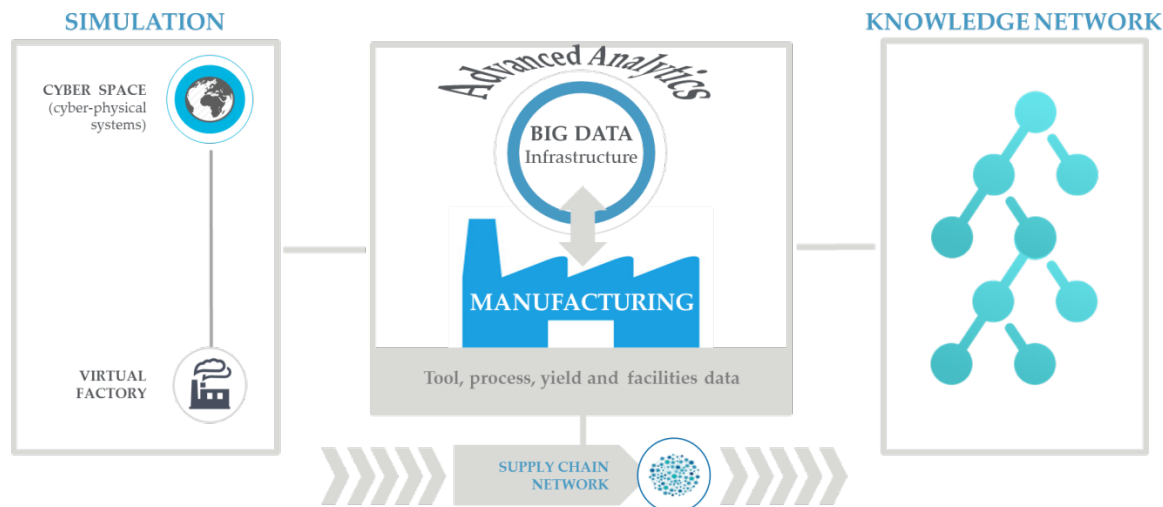 SIMULATION
CYBER SPACE
(cyber-physical
systems)
VIRTUAL
FACTORY
Advanced Analytics
BIG DATA
Infrastructure
MANUFACTURING
Tool, process, yield and facilities data
SUPPLY CHAIN
NETWORK
KNOWLEDGE NETWORK